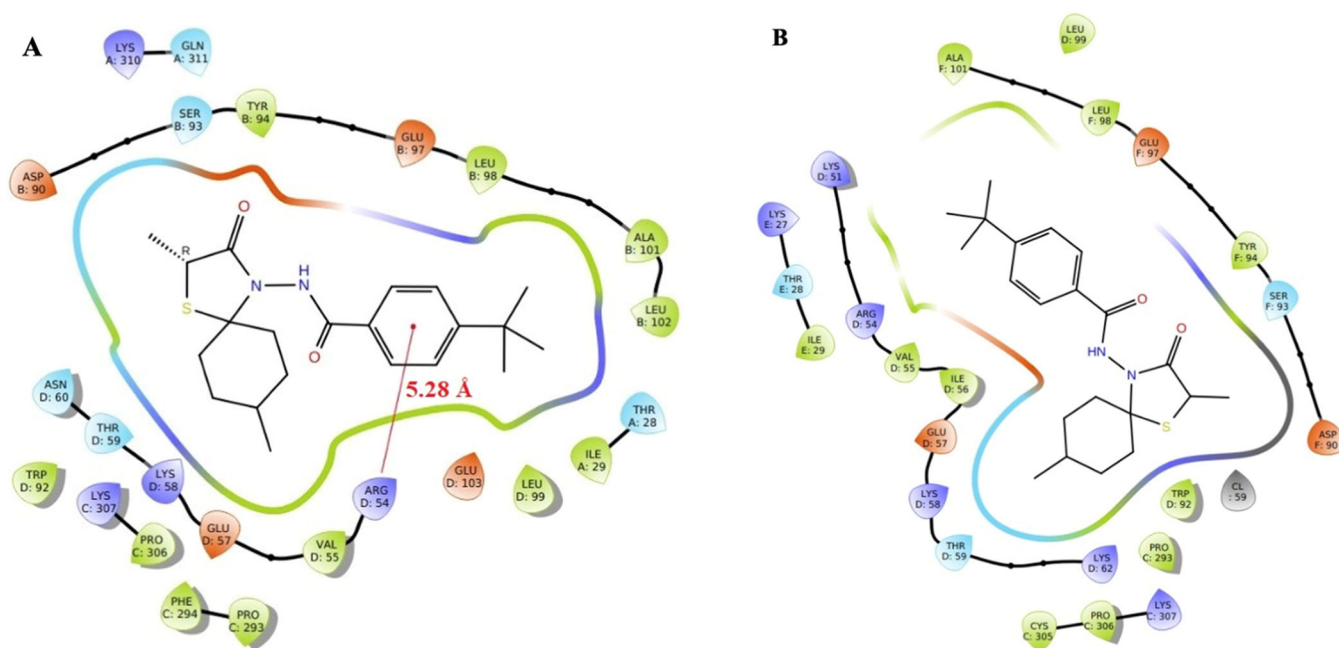 A
LYS
A: 310
GLN
A: 311
SER
B: 93
TYR
B: 94
GLU
B: 97
LEU
B: 98
ASP
B: 90
ALA
B: 101
LEU
B: 102
O
R
N
H
N
S
O
5.28 Å
ASN
D: 60
THR
D: 59
TRP
D: 92
LYS
D: 58
LYS
C: 307
PRO
C: 306
GLU
D: 57
VAL
D: 55
ARG
D: 54
GLU
D: 103
LEU
D: 99
ILE
A: 29
THR
A: 28
PHE
C: 294
PRO
C: 293
B
LEU
D: 99
ALA
F: 101
LEU
F: 98
GLU
F: 97
LYS
D: 51
LYS
E: 27
THR
E: 28
ILE
E: 29
ARG
D: 54
VAL
D: 55
ILE
D: 56
TYR
F: 94
SER
F: 93
ASP
F: 90
O
HN
O
N
S
GLU
D: 57
LYS
D: 58
THR
D: 59
LYS
D: 62
TRP
D: 92
CL
: 59
PRO
C: 293
CYS
C: 305
PRO
C: 306
LYS
C: 307